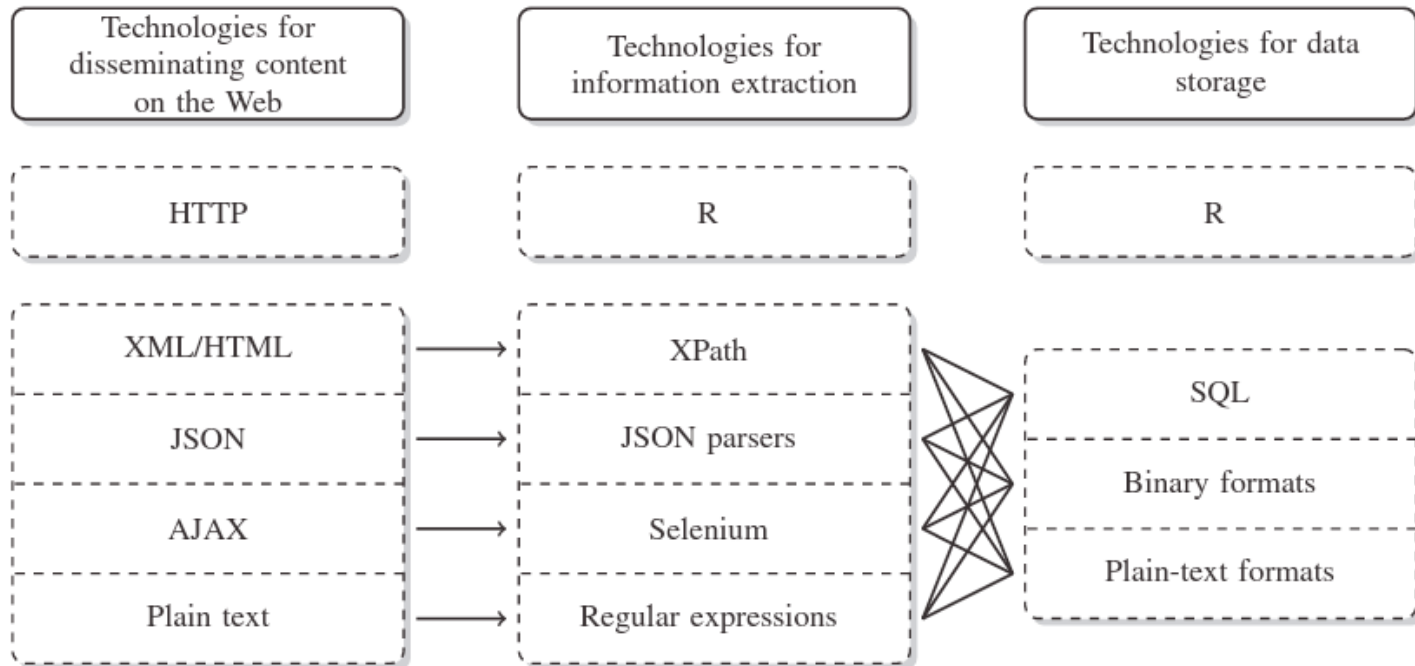 Technologies for
disseminating content
on the Web
Technologies for
information extraction
Technologies for data
storage
HTTP
R
R
XML/HTML
XPath
JSON
JSON parsers
AJAX
Selenium
Plain text
Regular expressions
SQL
Binary formats
Plain-text formats